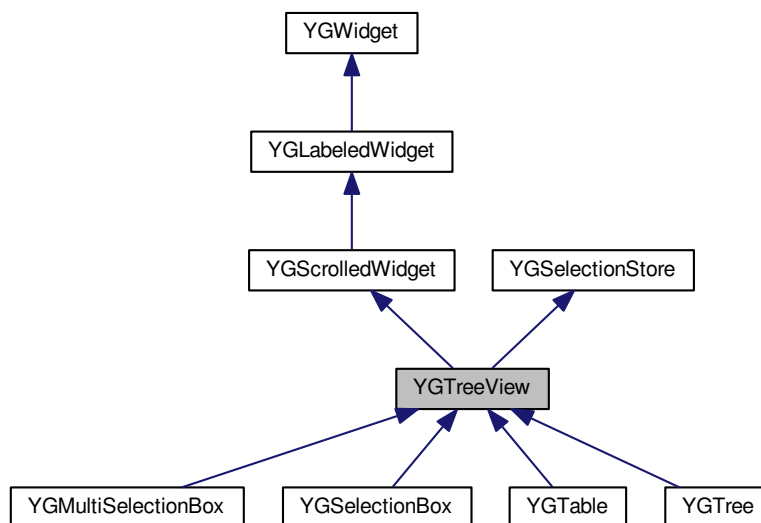 YGWidget
YGLabeledWidget
YGScrolledWidget
YGSelectionStore
YGTreeView
YGMultiSelectionBox
YGSelectionBox
YGTable
YGTree